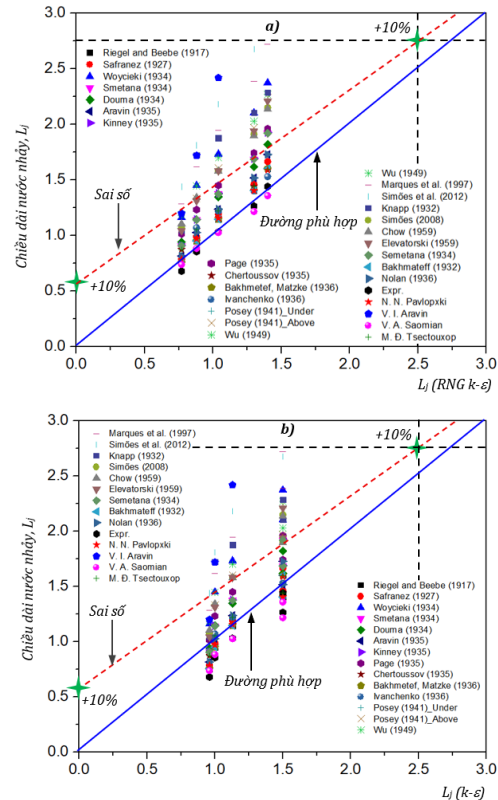 a)
+10%
3.0
2.5
2.0
1.5
1.0
0.5
0.0
Chiều dài nước nhảy, Lj
Riegel and Beebe (1917)
Safranez (1927)
Woycieki (1934)
Smetana (1934)
Douma (1934)
Aravin (1935)
Kinney (1935)
Sai số
+10%
Page (1935)
Chertoussov (1935)
Bakhmetef, Matzke (1936)
Ivanchenko (1936)
Posey (1941)_Under
Posey (1941)_Above
Wu (1949)
Đường phù hợp
Wu (1949)
Marques et al. (1997)
Simões et al. (2012)
Knapp (1932)
Simões (2008)
Chow (1959)
Elevatorski (1959)
Semetana (1934)
Bakhmateff (1932)
Nolan (1936)
Expr.
N. N. Pavlopxki
V. I. Aravin
V. A. Saomian
M. Đ. Tsectouxop
0.0 0.5 1.0 1.5 2.0 2.5 3.0
Lj (RNG k-ε)
b)
+10%
3.0
2.5
2.0
1.5
1.0
0.5
0.0
Chiều dài nước nhảy, Lj
Marques et al. (1997)
Simões et al. (2012)
Knapp (1932)
Simões (2008)
Chow (1959)
Elevatorski (1959)
Semetana (1934)
Bakhmateff (1932)
Nolan (1936)
Expr.
N. N. Pavlopxki
V. I. Aravin
V. A. Saomian
M. Đ. Tsectouxop
Sai số
+10%
Đường phù hợp
Riegel and Beebe (1917)
Safranez (1927)
Woycieki (1934)
Smetana (1934)
Douma (1934)
Aravin (1935)
Kinney (1935)
Page (1935)
Chertoussov (1935)
Bakhmetef, Matzke (1936)
Ivanchenko (1936)
Posey (1941)_Under
Posey (1941)_Above
Wu (1949)
0.0 0.5 1.0 1.5 2.0 2.5 3.0
Lj (k-ε)